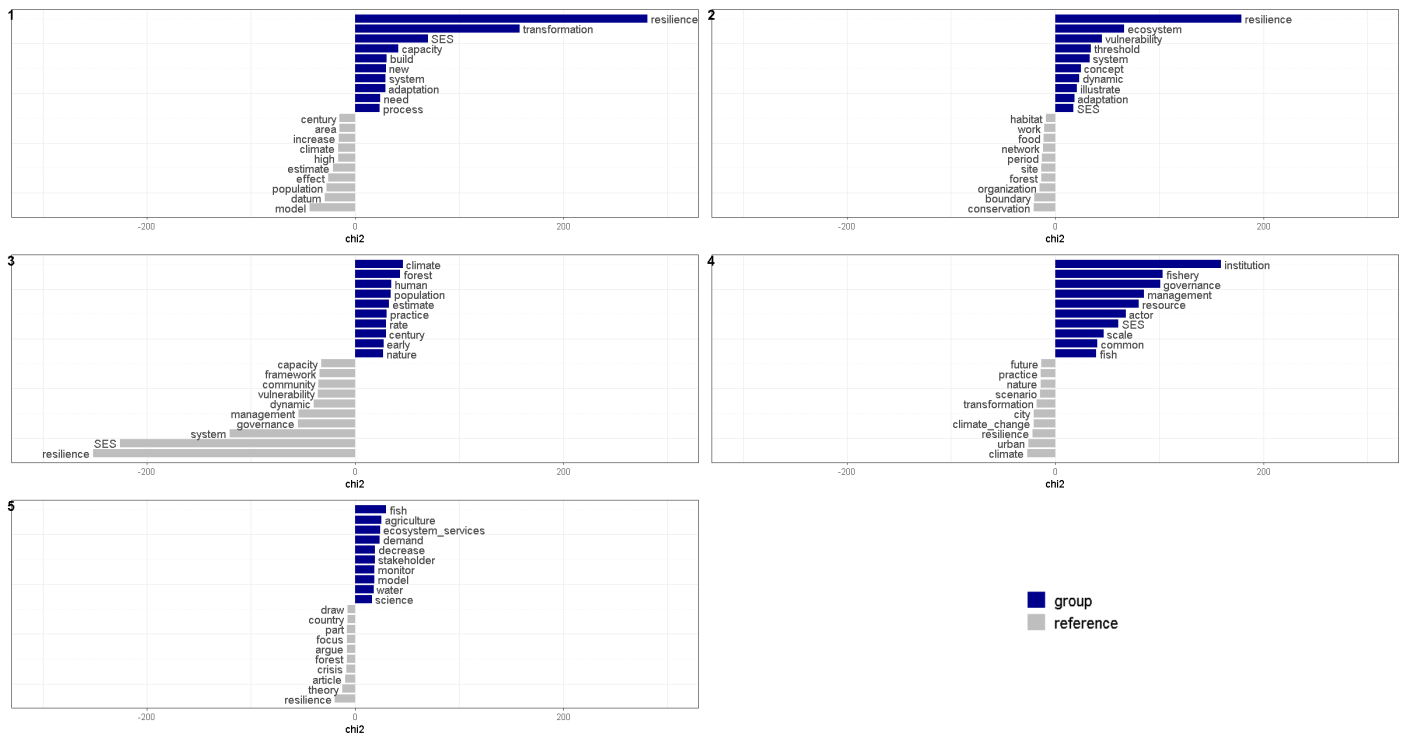 1
resilience
transformation
SES
capacity
build
new
system
adaptation
need
process
century
area
increase
climate
high
estimate
effect
population
datum
model
-200 0 200
chi2
2
resilience
ecosystem
vulnerability
threshold
system
concept
dynamic
illustrate
adaptation
SES
habitat
work
food
network
period
site
forest
organization
boundary
conservation
-200 0 200
chi2
3
climate
forest
human
population
estimate
practice
rate
century
early
nature
capacity
framework
community
vulnerability
dynamic
management
governance
system
SES
resilience
-200 0 200
chi2
4
institution
fishery
governance
management
resource
actor
SES
scale
common
fish
future
practice
nature
scenario
transformation
city
climate_change
resilience
urban
climate
-200 0 200
chi2
5
fish
agriculture
ecosystem_services
demand
decrease
stakeholder
monitor
model
water
science
draw
country
part
focus
argue
forest
crisis
article
theory
resilience
-200 0 200
chi2
group
reference